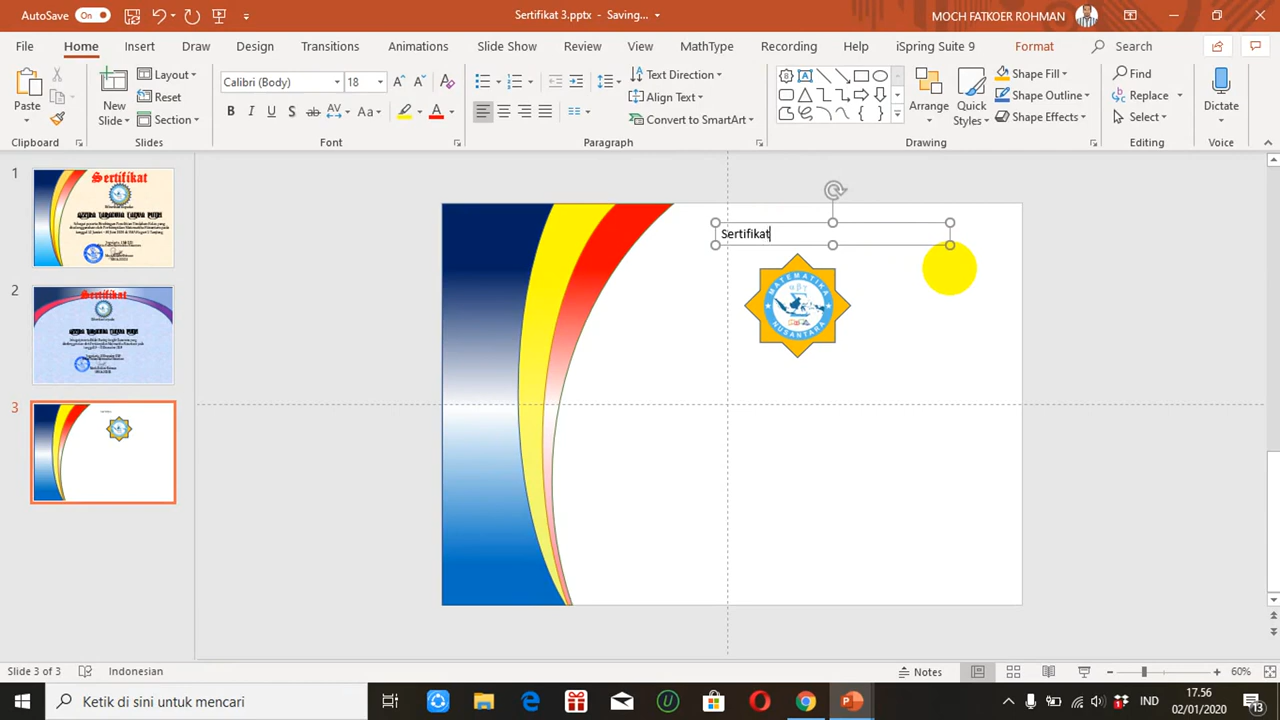 AutoSave On Sertifikat 3.pptx - Saving... MOCH FATKOER ROHMAN
File Home Insert Draw Design Transitions Animations Slide Show Review View MathType Recording Help iSpring Suite 9 Format Search
Paste
New Slide
Layout
Reset
Section
Calibri (Body) 18
Text Direction
Align Text
Convert to SmartArt
Arrange
Quick Styles
Shape Fill
Shape Outline
Shape Effects
Find
Replace
Select
Dictate
Clipboard Slides Font Paragraph Drawing Editing Voice
1
Sertifikat
2
Sertifikat
3
Sertifikat
MATEMATIKA
NUSANTARA
Slide 3 of 3 Indonesian Notes 60%
Ketik di sini untuk mencari
IND
17.56
02/01/2020
13